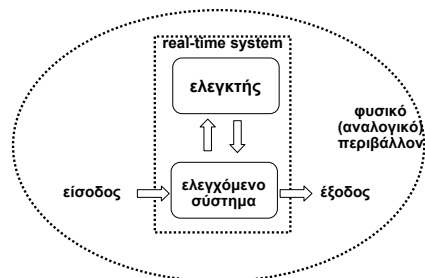 real-time system
ελεγκτής
φυσικό
(αναλογικό)
περιβάλλον
είσοδος
ελεγχόμενο
σύστημα
έξοδος